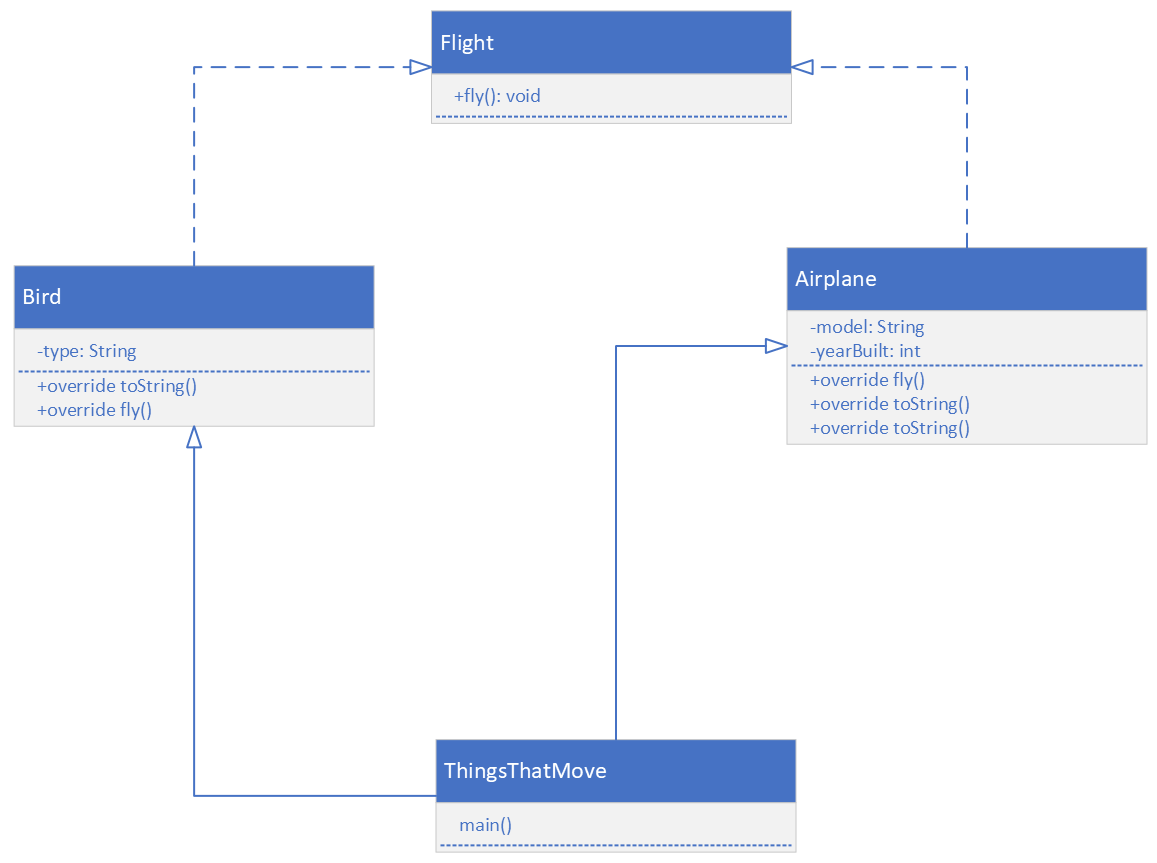 Flight
+fly(): void
Bird
-type: String
+override toString()
+override fly()
Airplane
-model: String
-yearBuilt: int
+override fly()
+override toString()
+override toString()
ThingsThatMove
main()